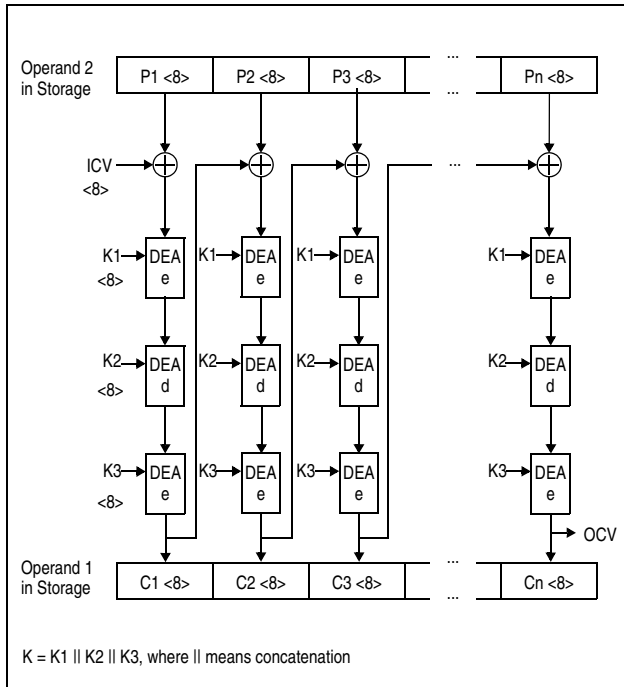 Operand 2
in Storage
P1 <8> P2 <8> P3 <8> ... Pn <8>
...
ICV
<8>
...
K1 DEA K1 DEA K1 DEA K1 DEA
<8> e e e e
K2 DEA K2 DEA K2 DEA K2 DEA
<8> d d d d
K3 DEA K3 DEA K3 DEA K3 DEA
<8> e e e e
OCV
Operand 1
in Storage
C1 <8> C2 <8> C3 <8> ... Cn <8>
...
K = K1 || K2 || K3, where || means concatenation